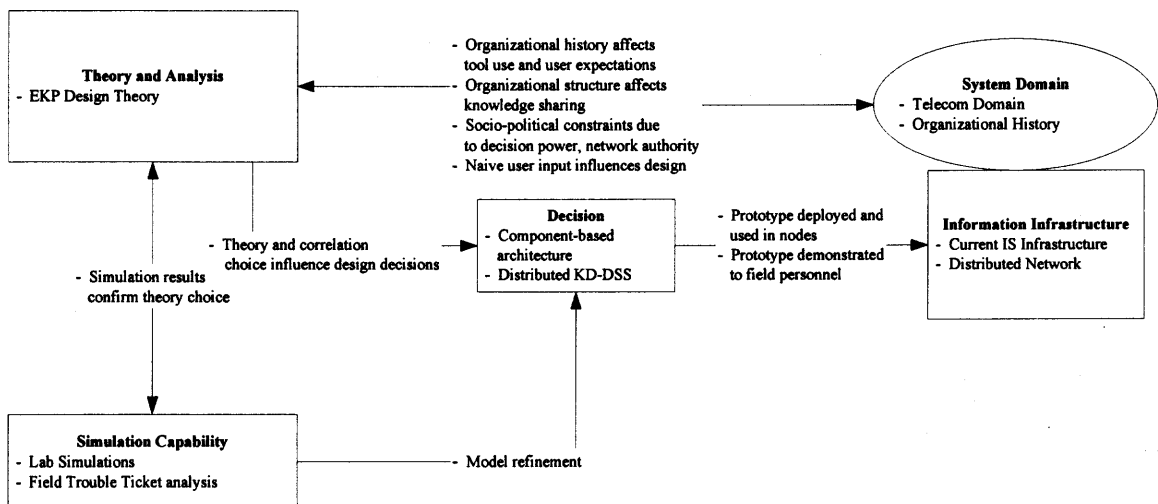 Theory and Analysis
- EKP Design Theory
- Organizational history affects
tool use and user expectations
- Organizational structure affects
knowledge sharing
- Socio-political constraints due
to decision power, network authority
- Naive user input influences design
System Domain
- Telecom Domain
- Organizational History
- Theory and correlation
choice influence design decisions
- Simulation results
confirm theory choice
Decision
- Component-based
architecture
- Distributed KD-DSS
- Prototype deployed and
used in nodes
- Prototype demonstrated
to field personnel
Information Infrastructure
- Current IS Infrastructure
- Distributed Network
Simulation Capability
- Lab Simulations
- Field Trouble Ticket analysis
- Model refinement